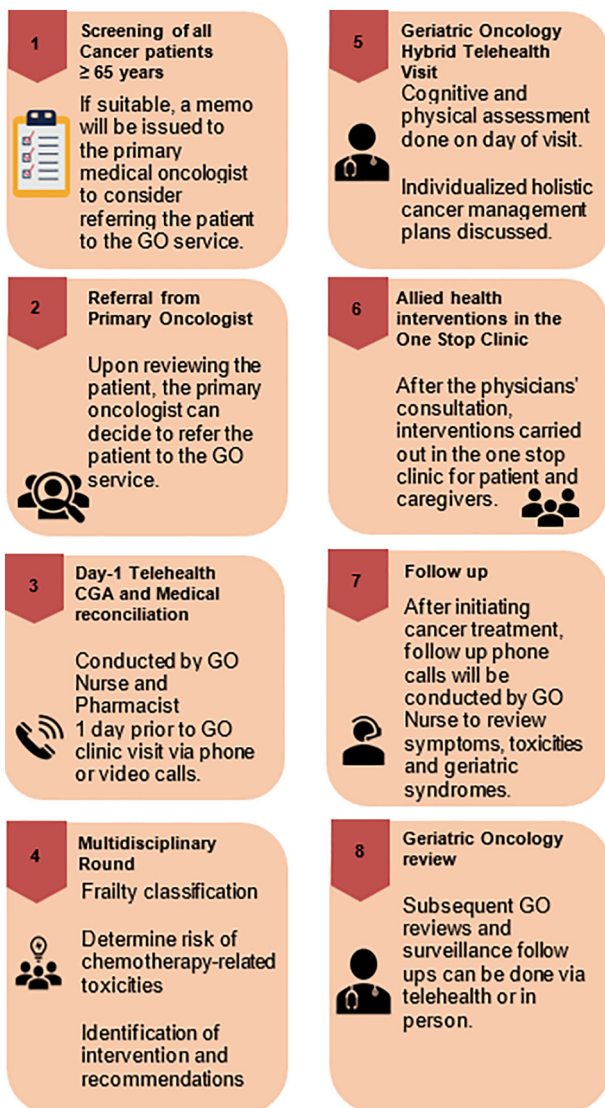 1
Screening of all
Cancer patients
≥ 65 years
If suitable, a memo
will be issued to
the primary
medical oncologist
to consider
referring the patient
to the GO service.
2
Referral from
Primary Oncologist
Upon reviewing the
patient, the primary
oncologist can
decide to refer the
patient to the GO
service.
3
Day-1 Telehealth
CGA and Medical
reconciliation
Conducted by GO
Nurse and
Pharmacist
1 day prior to GO
clinic visit via phone
or video calls.
4
Multidisciplinary
Round
Frailty classification
Determine risk of
chemotherapy-related
toxicities
Identification of
intervention and
recommendations
5
Geriatric Oncology
Hybrid Telehealth
Visit
Cognitive and
physical assessment
done on day of visit.
Individualized holistic
cancer management
plans discussed.
6
Allied health
interventions in the
One Stop Clinic
After the physicians'
consultation,
interventions carried
out in the one stop
clinic for patient and
caregivers.
7
Follow up
After initiating
cancer treatment,
follow up phone
calls will be
conducted by GO
Nurse to review
symptoms, toxicities
and geriatric
syndromes.
8
Geriatric Oncology
review
Subsequent GO
reviews and
surveillance follow
ups can be done via
telehealth or in
person.